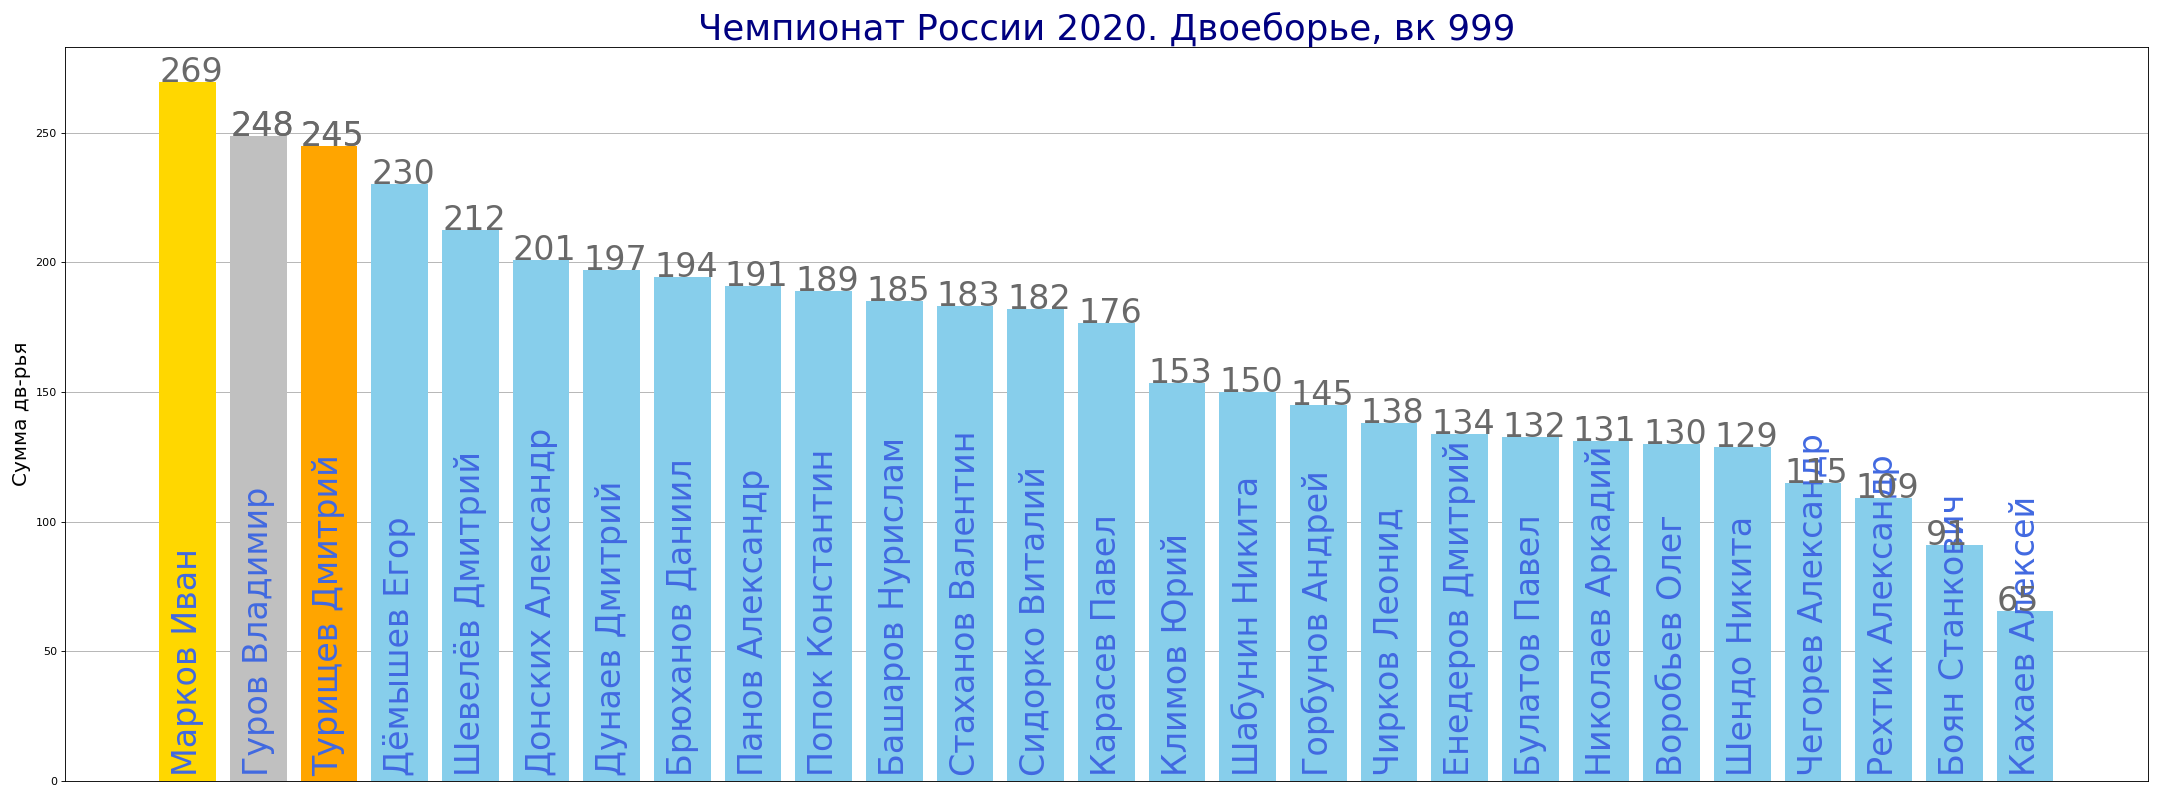 Чемпионат России 2020. Двоеборье, вк 999
Сумма дв-рья
250
200
150
100
50
0
269
248
245
230
212
201
197
194
191
189
185
183
182
176
153
150
145
138
134
132
131
130
129
115
109
91
65
Марков Иван
Гуров Владимир
Турищев Дмитрий
Дёмышев Егор
Шевелёв Дмитрий
Донских Александр
Дунаев Дмитрий
Брюханов Даниил
Панов Александр
Попок Константин
Башаров Нурислам
Стаханов Валентин
Сидорко Виталий
Карасев Павел
Климов Юрий
Шабунин Никита
Горбунов Андрей
Чирков Леонид
Енедеров Дмитрий
Булатов Павел
Николаев Аркадий
Воробьев Олег
Шендо Никита
Чегорев Александр
Рехтик Александр
Боян Станкович
Кахаев Алексей